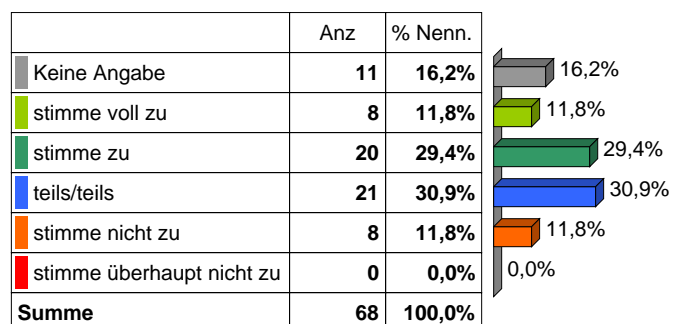 Anz % Nenn.
Keine Angabe 11 16,2% 16,2%
stimme voll zu 8 11,8% 11,8%
stimme zu 20 29,4% 29,4%
teils/teils 21 30,9% 30,9%
stimme nicht zu 8 11,8% 11,8%
stimme überhaupt nicht zu 0 0,0% 0,0%
Summe 68 100,0%